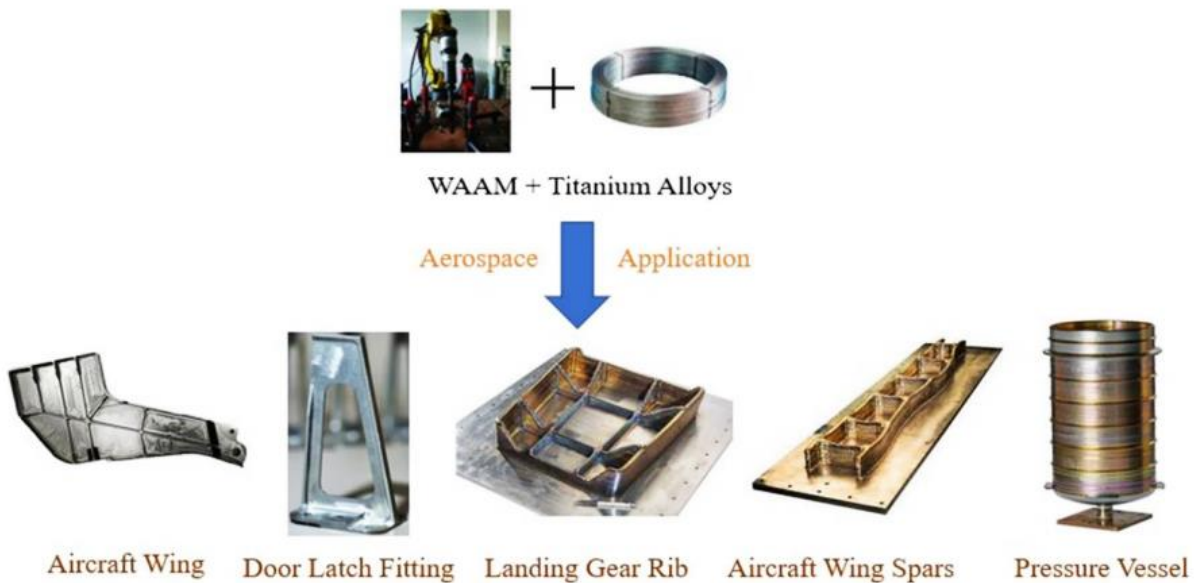 WAAM + Titanium Alloys
Aerospace Application
Aircraft Wing
Door Latch Fitting
Landing Gear Rib
Aircraft Wing Spars
Pressure Vessel